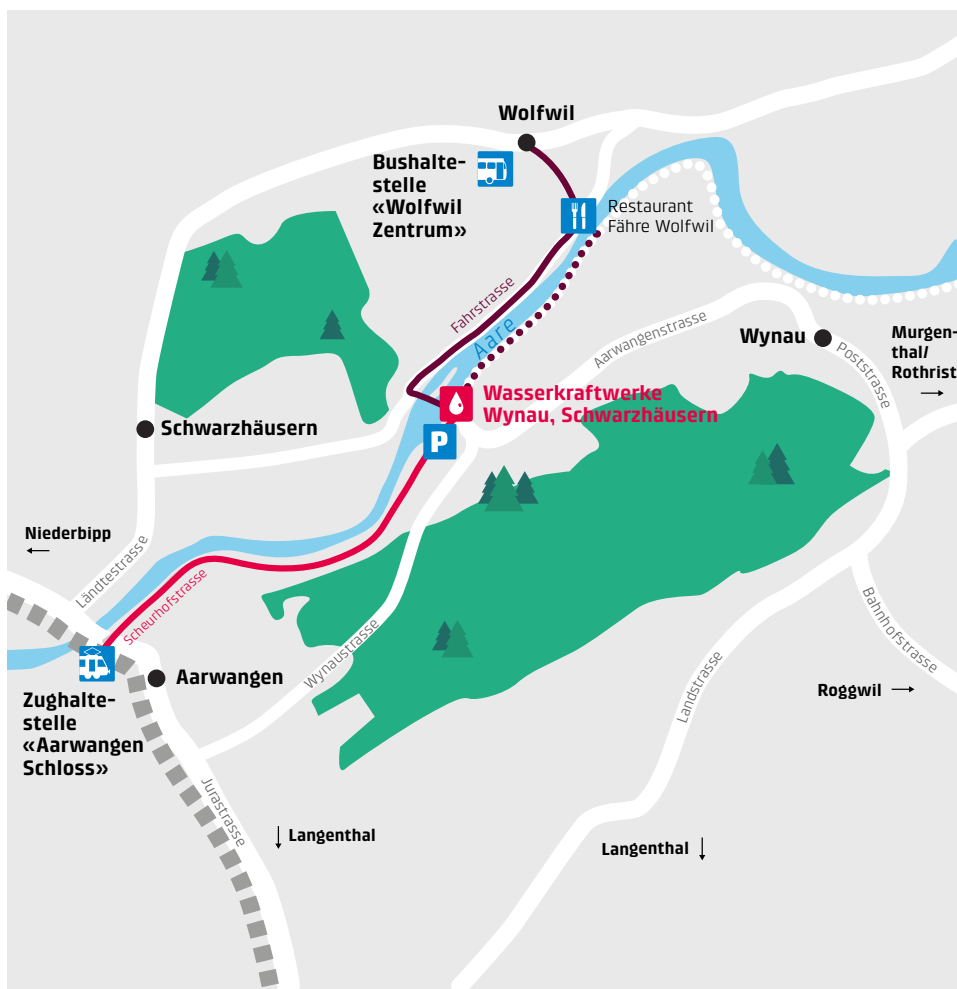 Wolfwil
Bushalte-
stelle
«Wolfwil
Zentrum»
Restaurant
Fähre Wolfwil
Fahrstrasse
Aare
Aarwangenstrasse
Wynau
Poststrasse
Murgen-
thal/
Rothrist
→
Wasserkraftwerke
Wynau, Schwarzhäusern
P
Schwarzhäusern
Niederbipp
←
Ländtestrasse
Scheurhofstrasse
Wynaustrasse
Bahnhofstrasse
Landstrasse
Aarwangen
Roggwil →
Zughalte-
stelle
«Aarwangen
Schloss»
Jurastrasse
↓ Langenthal
Langenthal ↓